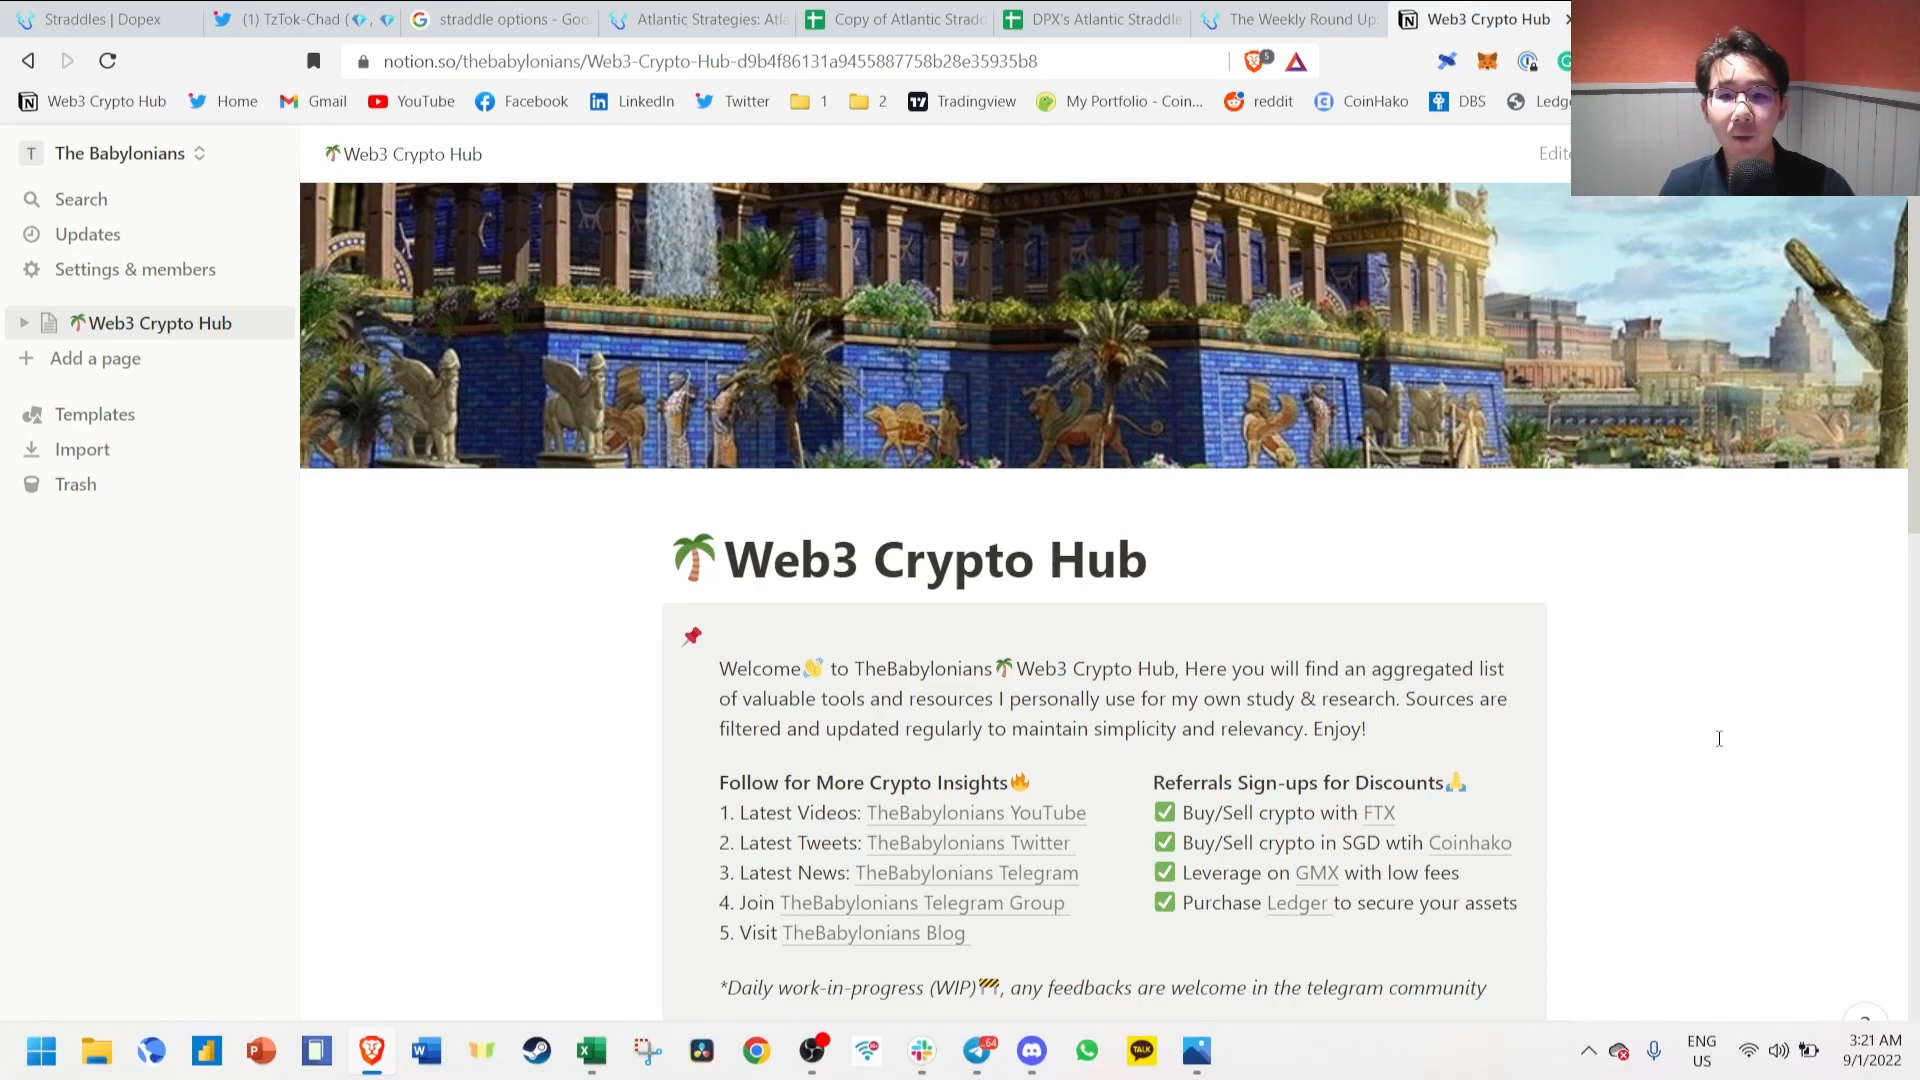 Straddles | Dopex
(1) TzTok-Chad (💎, 💎
straddle options - Goo
Atlantic Strategies: Atla
Copy of Atlantic Strado
DPX's Atlantic Straddle
The Weekly Round Up:
Web3 Crypto Hub
notion.so/thebabylonians/Web3-Crypto-Hub-d9b4f86131a9455887758b28e35935b8
5
Web3 Crypto Hub
Home
Gmail
YouTube
Facebook
LinkedIn
Twitter
1
2
Tradingview
My Portfolio - Coin...
reddit
CoinHako
DBS
Ledg
T
The Babylonians
🌴Web3 Crypto Hub
Edite
Search
Updates
Settings & members
🌴Web3 Crypto Hub
Add a page
Templates
Import
Trash
🌴Web3 Crypto Hub
Welcome👋 to TheBabylonians🌴Web3 Crypto Hub, Here you will find an aggregated list
of valuable tools and resources I personally use for my own study & research. Sources are
filtered and updated regularly to maintain simplicity and relevancy. Enjoy!
Follow for More Crypto Insights🔥
1. Latest Videos: TheBabylonians YouTube
2. Latest Tweets: TheBabylonians Twitter
3. Latest News: TheBabylonians Telegram
4. Join TheBabylonians Telegram Group
5. Visit TheBabylonians Blog
Referrals Sign-ups for Discounts🙏
✅ Buy/Sell crypto with FTX
✅ Buy/Sell crypto in SGD wtih Coinhako
✅ Leverage on GMX with low fees
✅ Purchase Ledger to secure your assets
*Daily work-in-progress (WIP)🚧, any feedbacks are welcome in the telegram community
64
TALK
ENG
US
3:21 AM
9/1/2022